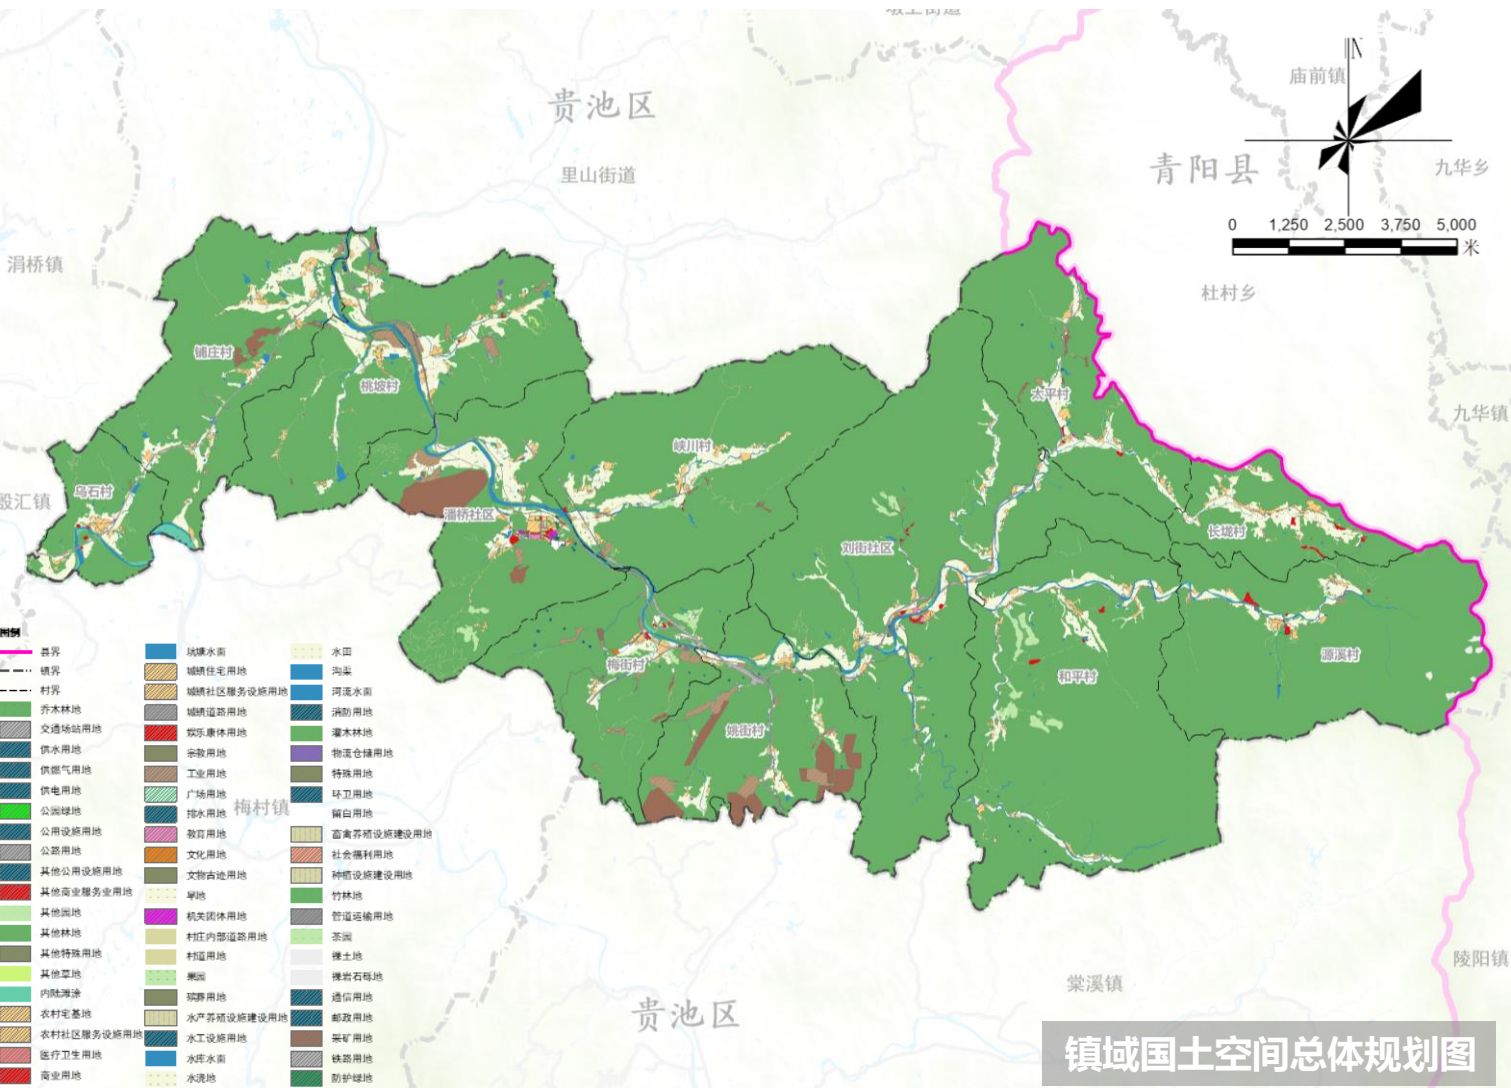 贵池区
里山街道
涓桥镇
殷汇镇
N
庙前镇
青阳县
九华乡
0 1,250 2,500 3,750 5,000
米
杜村乡
九华镇
铺庄村
桃坡村
乌石村
峡川村
潘桥社区
太平村
长垅村
刘街社区
梅街村
姚街村
和平村
源溪村
梅村镇
贵池区
棠溪镇
陵阳镇
图例
县界
镇界
村界
乔木林地
交通场站用地
供水用地
供燃气用地
供电用地
公园绿地
公用设施用地
公路用地
其他公用设施用地
其他商业服务业用地
其他园地
其他林地
其他特殊用地
其他草地
内陆滩涂
农村宅基地
农村社区服务设施用地
医疗卫生用地
商业用地
坑塘水面
城镇住宅用地
城镇社区服务设施用地
城镇道路用地
娱乐康体用地
宗教用地
工业用地
广场用地
排水用地
教育用地
文化用地
文物古迹用地
旱地
机关团体用地
村庄内部道路用地
村道用地
果园
殡葬用地
水产养殖设施建设用地
水工设施用地
水库水面
水浇地
水田
沟渠
河流水面
消防用地
灌木林地
物流仓储用地
特殊用地
环卫用地
留白用地
畜禽养殖设施建设用地
社会福利用地
种植设施建设用地
竹林地
管道运输用地
茶园
裸土地
裸岩石砾地
通信用地
邮政用地
采矿用地
铁路用地
防护绿地
镇域国土空间总体规划图